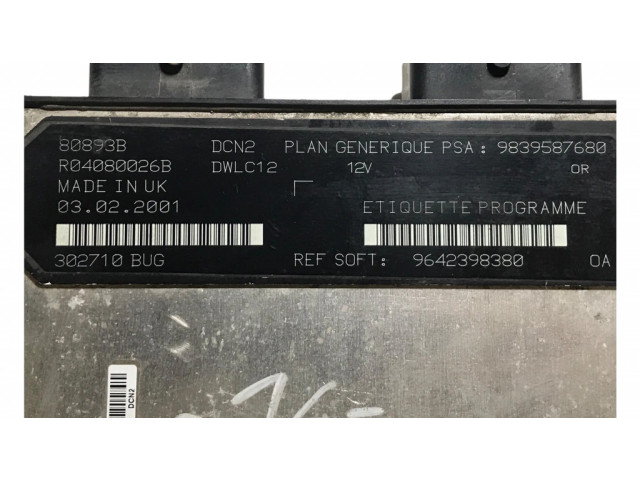 80893B DCN2 PLAN GENERIQUE PSA: 9839587680
R04080026B DWLC12 12V OR
MADE IN UK
03.02.2001 ETIQUETTE PROGRAMME
302710 BUG REF SOFT: 9642398380 0A
DCN2